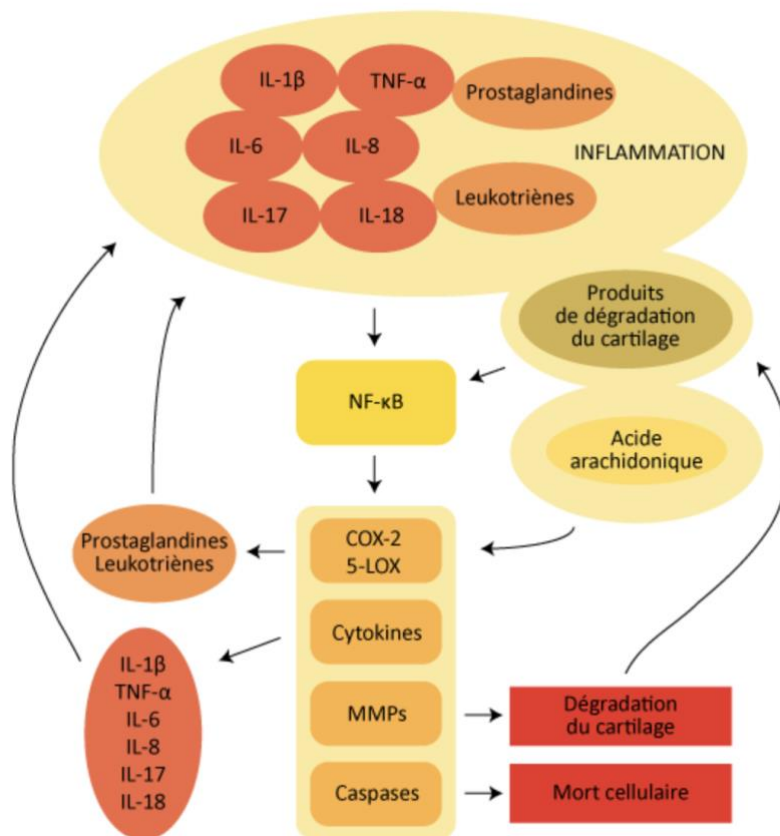 IL-1β
TNF-α
Prostaglandines
IL-6
IL-8
INFLAMMATION
IL-17
IL-18
Leukotriènes
Produits
de dégradation
du cartilage
NF-κB
Acide
arachidonique
Prostaglandines
Leukotriènes
COX-2
5-LOX
Cytokines
IL-1β
TNF-α
IL-6
IL-8
IL-17
IL-18
MMPs
Dégradation
du cartilage
Caspases
Mort cellulaire